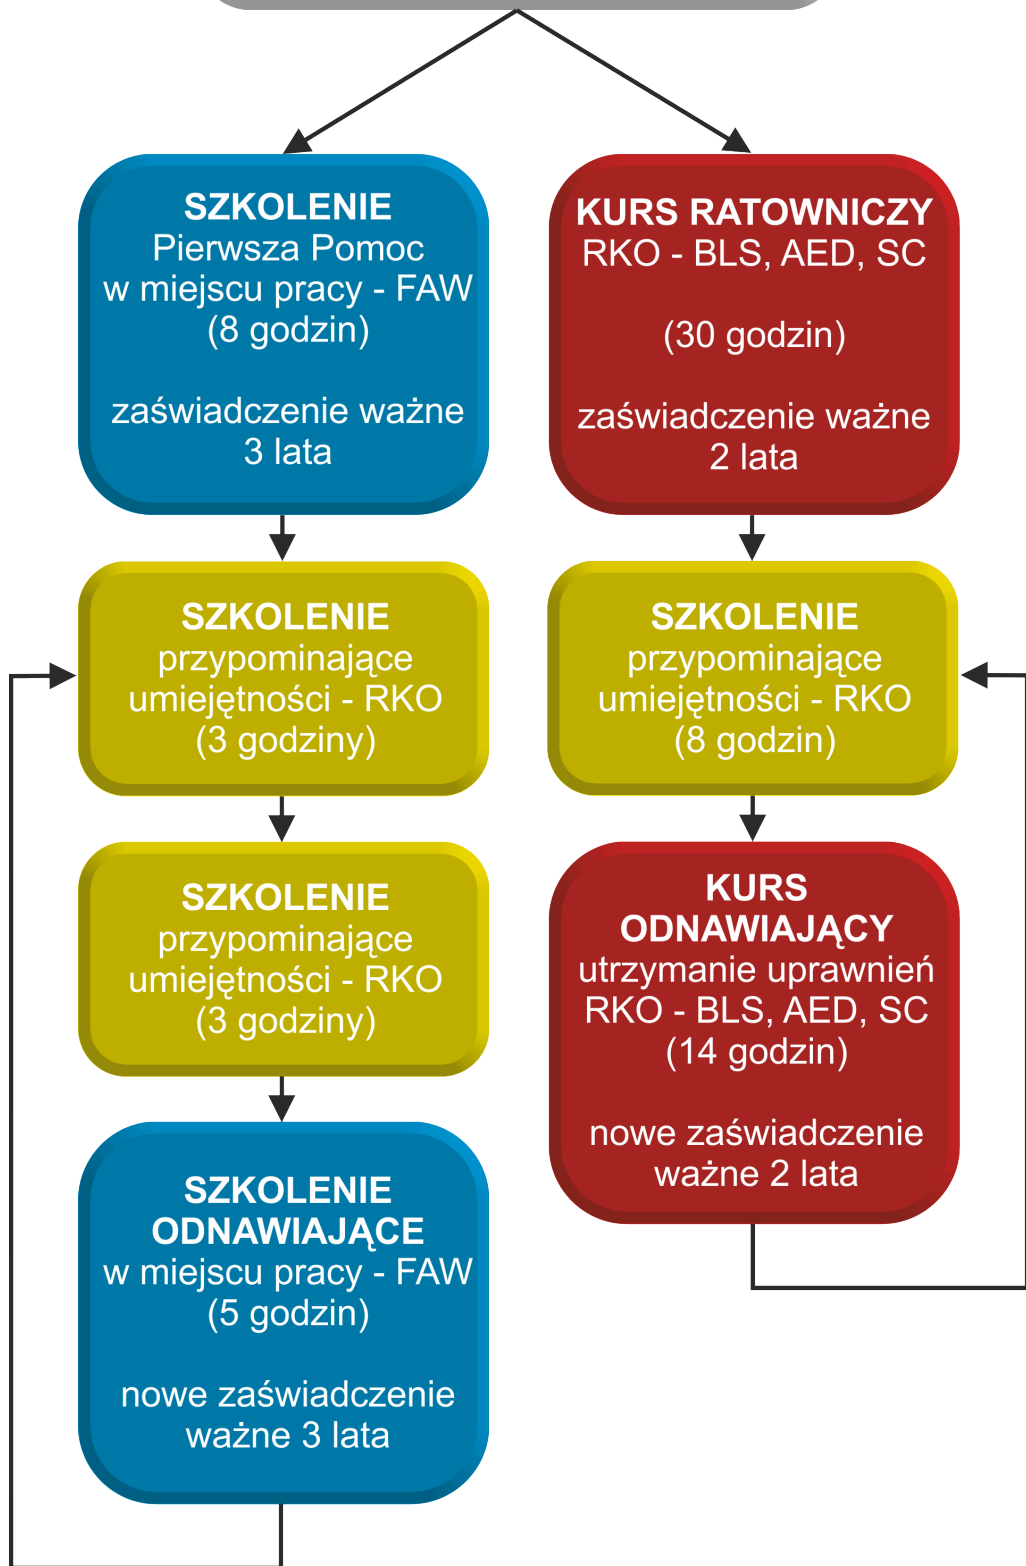 SZKOLENIE
Pierwsza Pomoc
w miejscu pracy - FAW
(8 godzin)
zaświadczenie ważne
3 lata
SZKOLENIE
przypominające
umiejętności - RKO
(3 godziny)
SZKOLENIE
przypominające
umiejętności - RKO
(3 godziny)
SZKOLENIE
ODNAWIAJĄCE
w miejscu pracy - FAW
(5 godzin)
nowe zaświadczenie
ważne 3 lata
KURS RATOWNICZY
RKO - BLS, AED, SC
(30 godzin)
zaświadczenie ważne
2 lata
SZKOLENIE
przypominające
umiejętności - RKO
(8 godzin)
KURS
ODNAWIAJĄCY
utrzymanie uprawnień
RKO - BLS, AED, SC
(14 godzin)
nowe zaświadczenie
ważne 2 lata